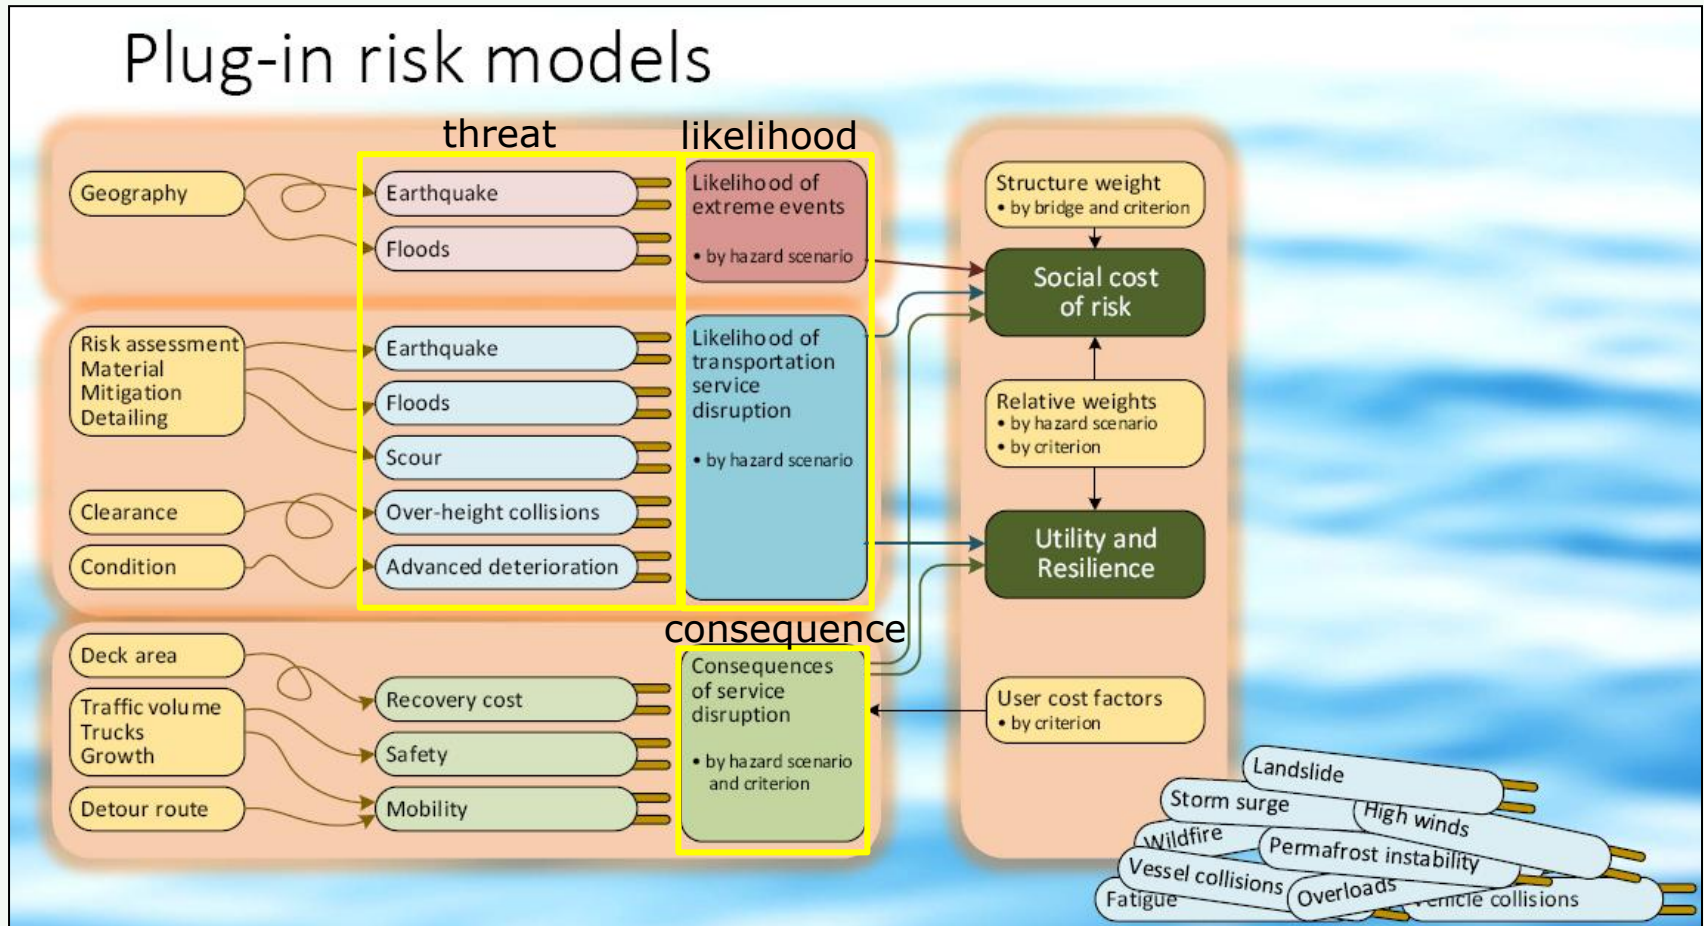 Plug-in risk models
threat
likelihood
Geography
Earthquake
Floods
Likelihood of
extreme events
• by hazard scenario
Risk assessment
Material
Mitigation
Detailing
Clearance
Condition
Earthquake
Floods
Scour
Over-height collisions
Advanced deterioration
Likelihood of
transportation
service
disruption
• by hazard scenario
consequence
Deck area
Traffic volume
Trucks
Growth
Detour route
Recovery cost
Safety
Mobility
Consequences
of service
disruption
• by hazard scenario
and criterion
Structure weight
• by bridge and criterion
Social cost
of risk
Relative weights
• by hazard scenario
• by criterion
Utility and
Resilience
User cost factors
• by criterion
Landslide
Storm surge
High winds
Wildfire
Permafrost instability
Vessel collisions
Overloads
Fatigue
Vehicle collisions